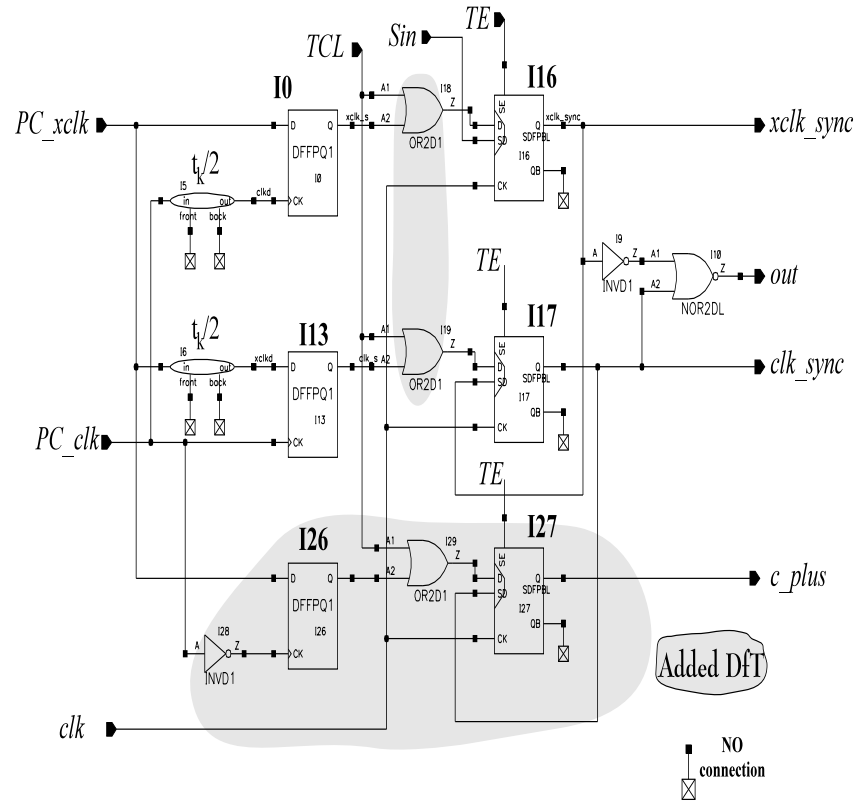 TE
Sin
TCL
I0
A1
I18
Z
I16
SE
PC_xclk
D
Q
xclk_s
A2
OR2D1
D
SD
Q
xclk_sync
SDFPBL
xclk_sync
DFFPQ1
I0
I16
QB
t_k/2
I5
in
out
clkd
CK
CK
front
back
TE
I9
A
Z
INVD1
A1
I10
Z
A2
NOR2DL
out
t_k/2
I13
A1
I19
Z
I17
SE
I6
in
out
xclkd
D
Q
clk_s
A2
OR2D1
D
SD
Q
SDFPBL
clk_sync
front
back
DFFPQ1
I13
I17
QB
PC_clk
CK
CK
TE
I26
A1
I29
Z
I27
SE
D
Q
A2
OR2D1
D
SD
Q
SDFPBL
c_plus
DFFPQ1
I26
I27
QB
I28
A
Z
INVD1
CK
CK
Added DfT
clk
NO
connection